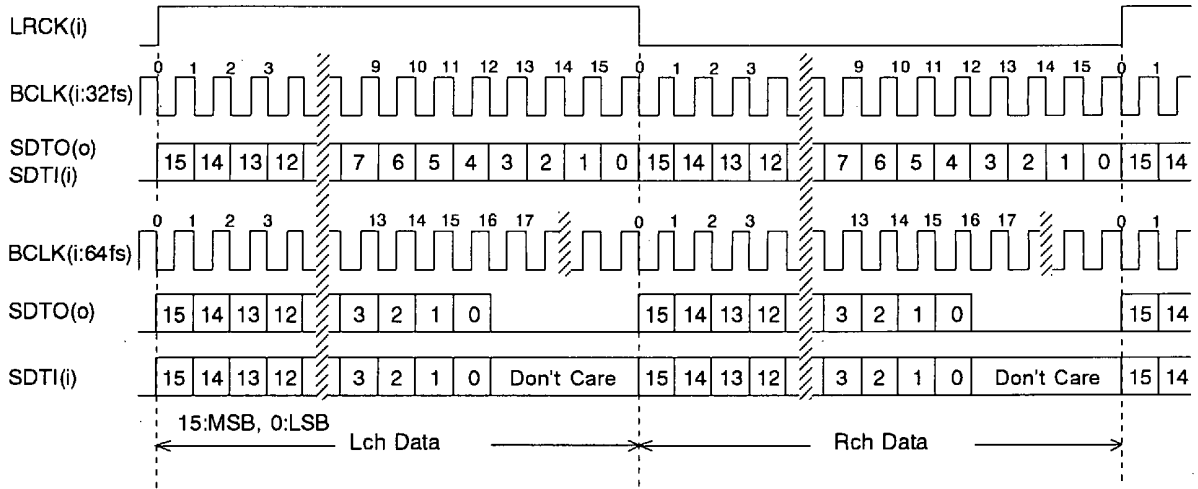 LRCK(i)
0 1 2 3 9 10 11 12 13 14 15 0 1 2 3 9 10 11 12 13 14 15 0 1
BCLK(i:32fs)
SDTO(o)
SDTI(i)
15 14 13 12 7 6 5 4 3 2 1 0 15 14 13 12 7 6 5 4 3 2 1 0 15 14
0 1 2 3 13 14 15 16 17 0 1 2 3 13 14 15 16 17 0 1
BCLK(i:64fs)
SDTO(o) 15 14 13 12 3 2 1 0 15 14 13 12 3 2 1 0 15 14
SDTI(i) 15 14 13 12 3 2 1 0 Don't Care 15 14 13 12 3 2 1 0 Don't Care 15 14
15:MSB, 0:LSB
Lch Data Rch Data